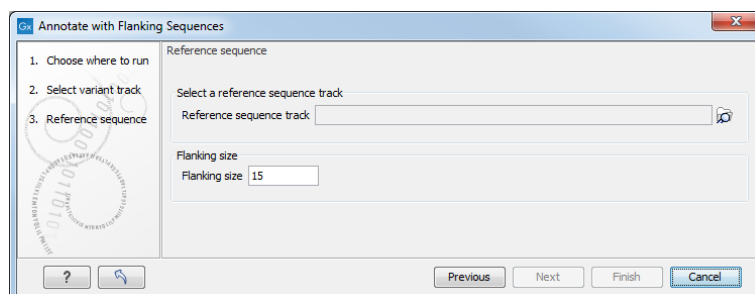 Gx Annotate with Flanking Sequences
X
1. Choose where to run
2. Select variant track
3. Reference sequence
Reference sequence
Select a reference sequence track
Reference sequence track
Flanking size
Flanking size 15
? Previous Next Finish Cancel